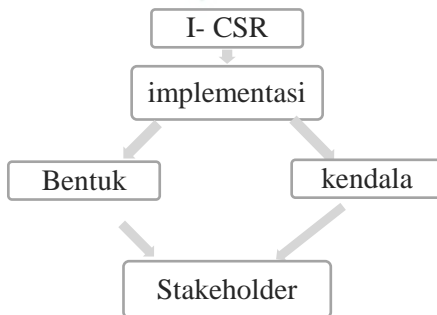 I- CSR
implementasi
Bentuk
kendala
Stakeholder